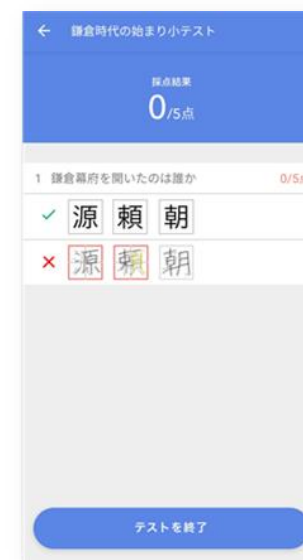 鎌倉時代の始まり小テスト
採点結果
0/5点
1 鎌倉幕府を開いたのは誰か 0/5点
源頼朝
源頼朝
テストを終了